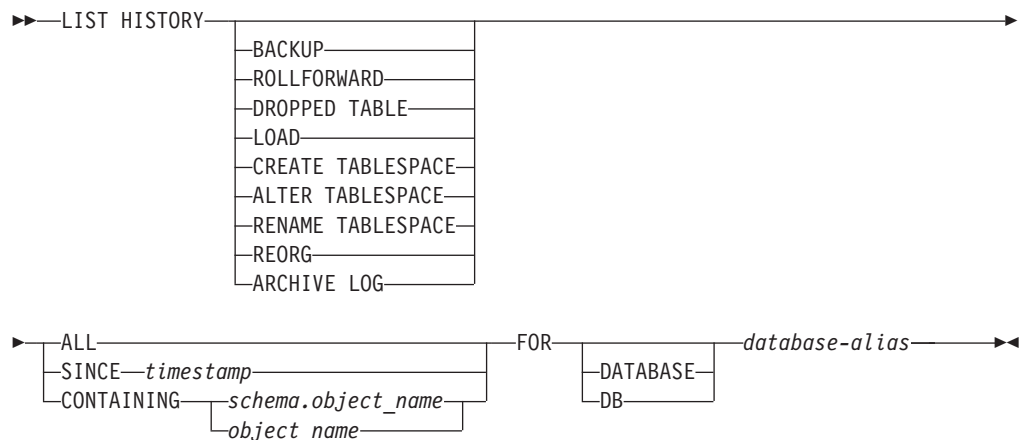 LIST HISTORY
BACKUP
ROLLFORWARD
DROPPED TABLE
LOAD
CREATE TABLESPACE
ALTER TABLESPACE
RENAME TABLESPACE
REORG
ARCHIVE LOG
ALL FOR database-alias
SINCE timestamp DATABASE
CONTAINING schema.object_name DB
object_name